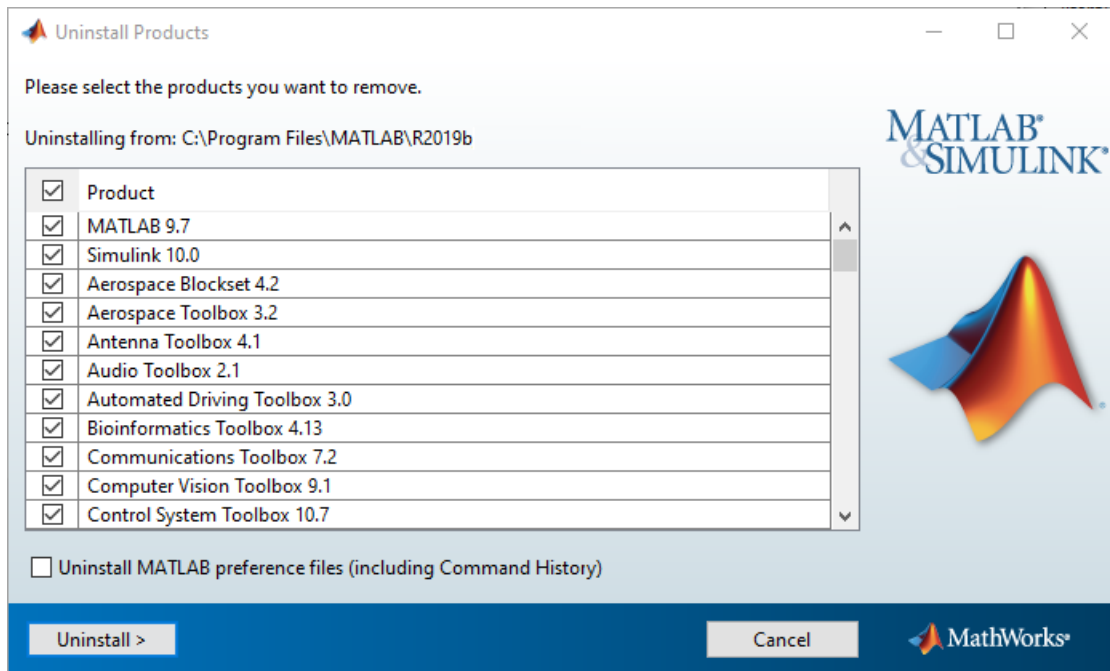 Uninstall Products
Please select the products you want to remove.
Uninstalling from: C:\Program Files\MATLAB\R2019b
MATLAB®
&SIMULINK®
Product
MATLAB 9.7
Simulink 10.0
Aerospace Blockset 4.2
Aerospace Toolbox 3.2
Antenna Toolbox 4.1
Audio Toolbox 2.1
Automated Driving Toolbox 3.0
Bioinformatics Toolbox 4.13
Communications Toolbox 7.2
Computer Vision Toolbox 9.1
Control System Toolbox 10.7
®
Uninstall MATLAB preference files (including Command History)
Uninstall >
Cancel
MathWorks®